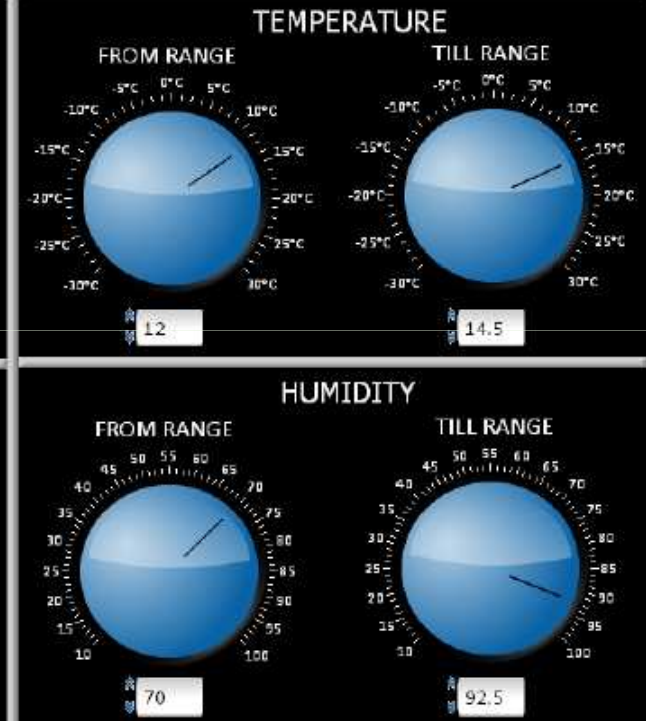 TEMPERATURE
FROM RANGE
-30°C -25°C -20°C -15°C -10°C -5°C 0°C 5°C 10°C 15°C 20°C 25°C 30°C
12
TILL RANGE
-30°C -25°C -20°C -15°C -10°C -5°C 0°C 5°C 10°C 15°C 20°C 25°C 30°C
14.5
HUMIDITY
FROM RANGE
10 15 20 25 30 35 40 45 50 55 60 65 70 75 80 85 90 95 100
70
TILL RANGE
10 15 20 25 30 35 40 45 50 55 60 65 70 75 80 85 90 95 100
92.5